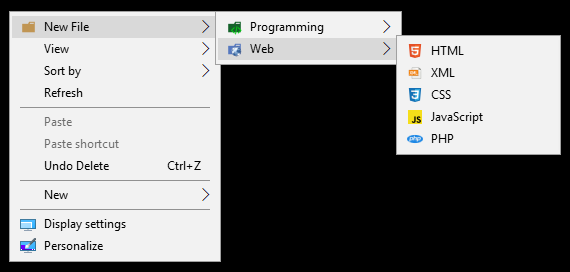 New File
View
Sort by
Refresh
Paste
Paste shortcut
Undo Delete Ctrl+Z
New
Display settings
Personalize
Programming
Web
HTML
XML
CSS
JavaScript
PHP